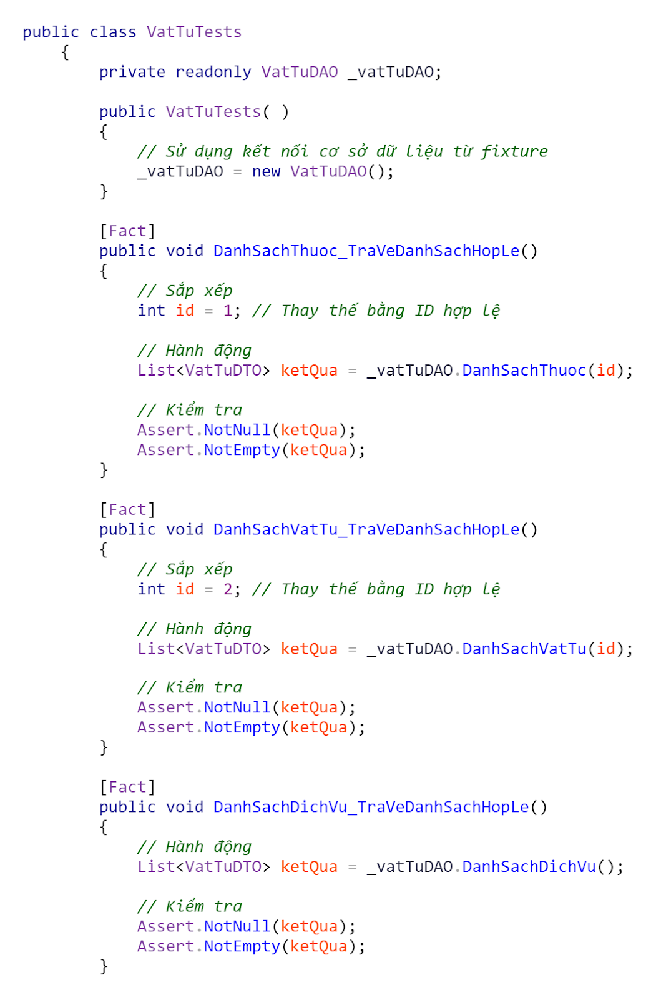 public class VatTuTests
{
private readonly VatTuDAO _vatTuDAO;
public VatTuTests( )
{
// Sử dụng kết nối cơ sở dữ liệu từ fixture
_vatTuDAO = new VatTuDAO();
}
[Fact]
public void DanhSachThuoc_TraVeDanhSachHopLe()
{
// Sắp xếp
int id = 1; // Thay thế bằng ID hợp lệ
// Hành động
List<VatTuDTO> ketQua = _vatTuDAO.DanhSachThuoc(id);
// Kiểm tra
Assert.NotNull(ketQua);
Assert.NotEmpty(ketQua);
}
[Fact]
public void DanhSachVatTu_TraVeDanhSachHopLe()
{
// Sắp xếp
int id = 2; // Thay thế bằng ID hợp lệ
// Hành động
List<VatTuDTO> ketQua = _vatTuDAO.DanhSachVatTu(id);
// Kiểm tra
Assert.NotNull(ketQua);
Assert.NotEmpty(ketQua);
}
[Fact]
public void DanhSachDichVu_TraVeDanhSachHopLe()
{
// Hành động
List<VatTuDTO> ketQua = _vatTuDAO.DanhSachDichVu();
// Kiểm tra
Assert.NotNull(ketQua);
Assert.NotEmpty(ketQua);
}